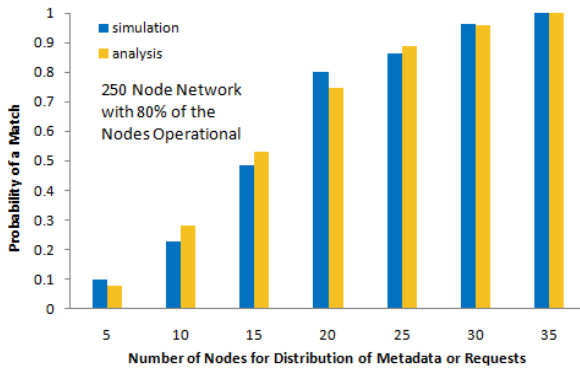 1
0.9
0.8
0.7
0.6
0.5
0.4
0.3
0.2
0.1
0
Probability of a Match
simulation
analysis
250 Node Network
with 80% of the
Nodes Operational
5 10 15 20 25 30 35
Number of Nodes for Distribution of Metadata or Requests